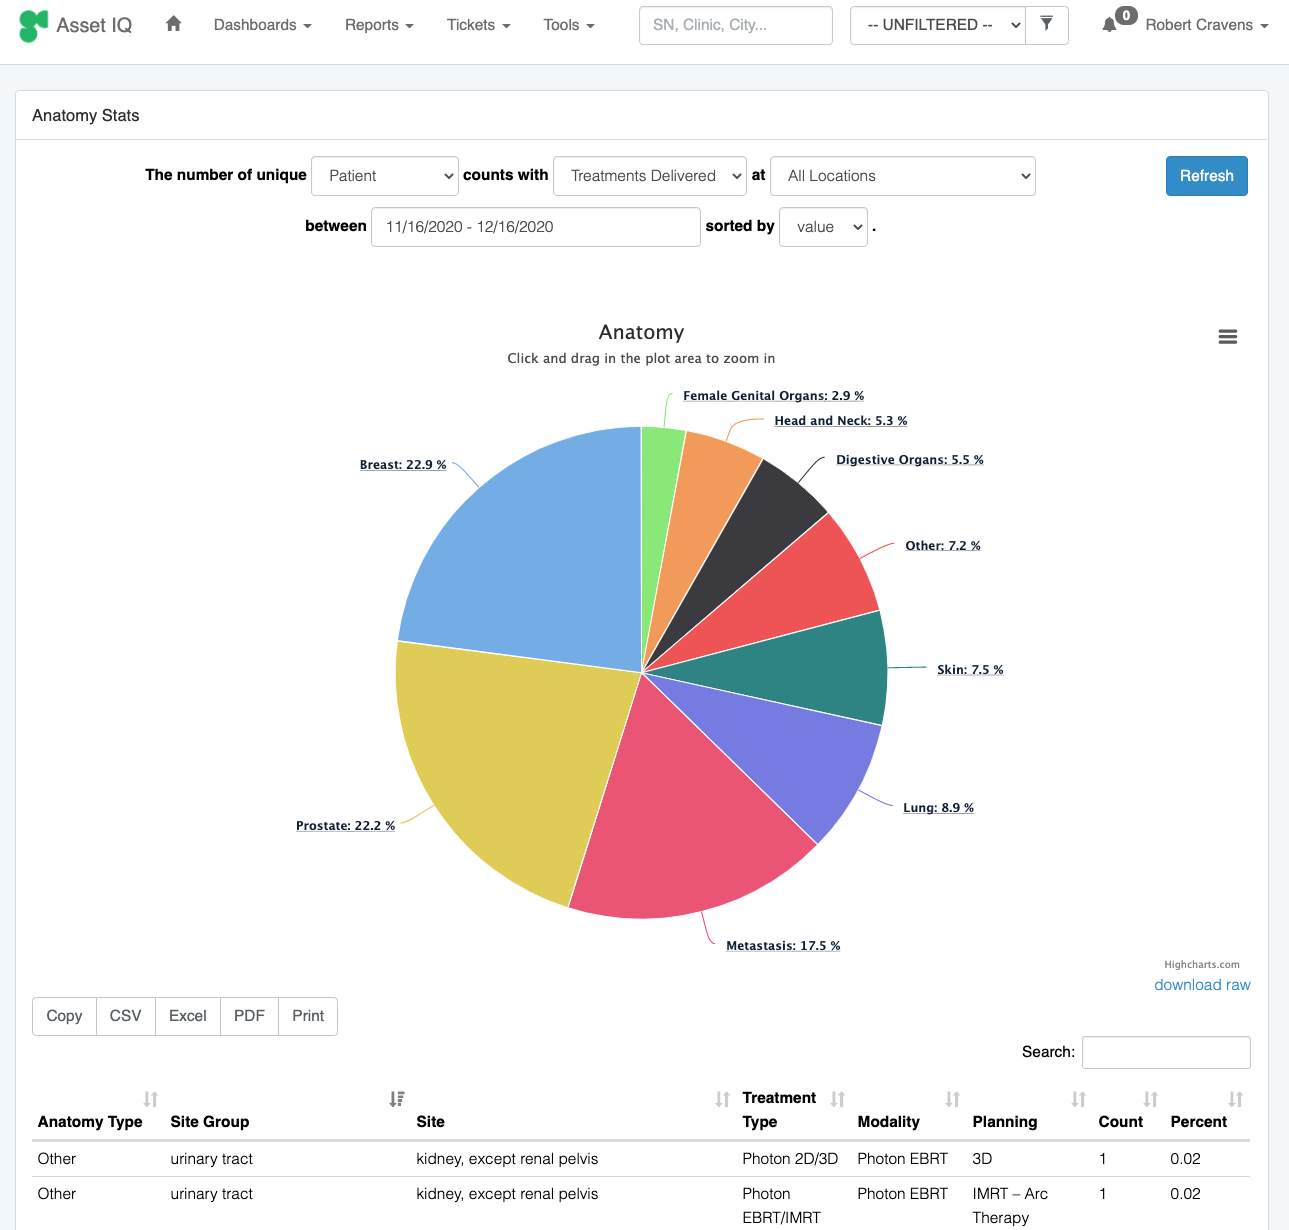 Asset IQ Dashboards Reports Tickets Tools SN, Clinic, City... -- UNFILTERED -- 0 Robert Cravens
Anatomy Stats
The number of unique Patient counts with Treatments Delivered at All Locations Refresh
between 11/16/2020 - 12/16/2020 sorted by value .
Anatomy
Click and drag in the plot area to zoom in
Female Genital Organs: 2.9 %
Head and Neck: 5.3 %
Digestive Organs: 5.5 %
Breast: 22.9 %
Other: 7.2 %
Skin: 7.5 %
Lung: 8.9 %
Prostate: 22.2 %
Metastasis: 17.5 %
Highcharts.com
download raw
Copy CSV Excel PDF Print
Search:
Anatomy Type Site Group Site Treatment Type Modality Planning Count Percent
Other urinary tract kidney, except renal pelvis Photon 2D/3D Photon EBRT 3D 1 0.02
Other urinary tract kidney, except renal pelvis Photon EBRT/IMRT Photon EBRT IMRT – Arc Therapy 1 0.02